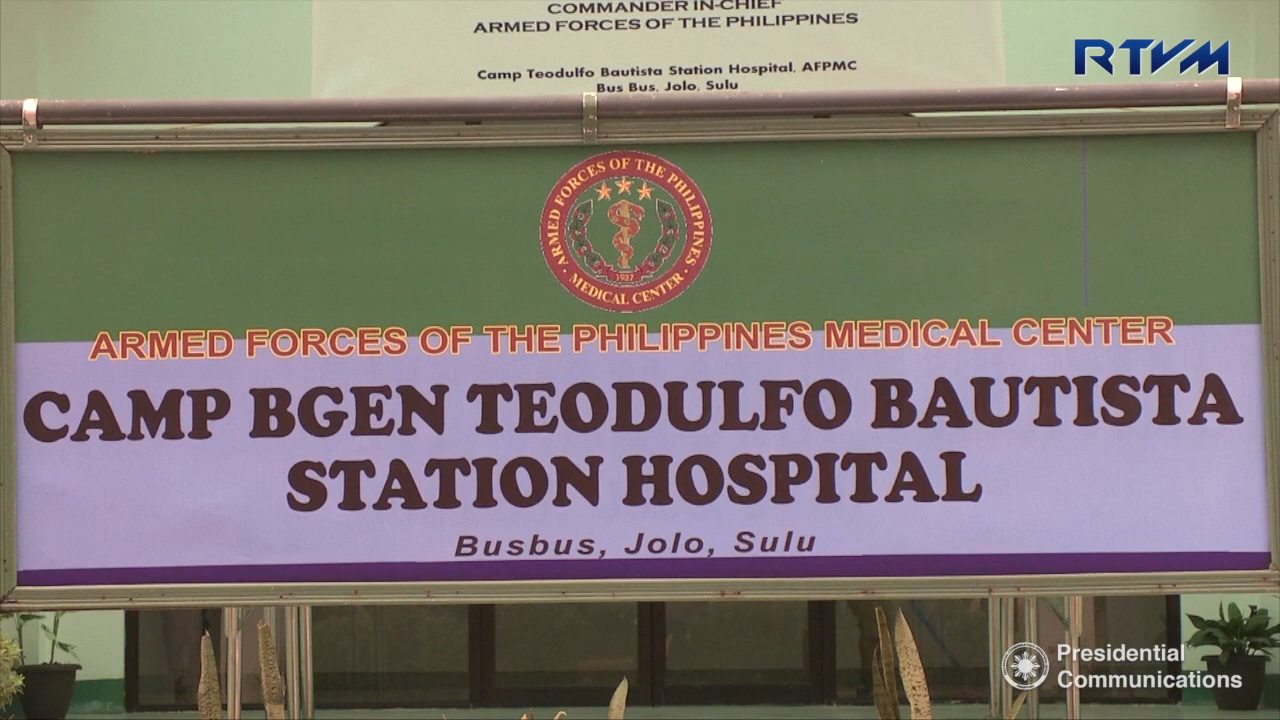 COMMANDER IN-CHIEF
ARMED FORCES OF THE PHILIPPINES
Camp Teodulfo Bautista Station Hospital, AFPMC
Bus Bus, Jolo, Sulu
RTVM
ARMED FORCES OF THE PHILIPPINES
1937
MEDICAL CENTER
ARMED FORCES OF THE PHILIPPINES MEDICAL CENTER
CAMP BGEN TEODULFO BAUTISTA
STATION HOSPITAL
Busbus, Jolo, Sulu
Presidential
Communications